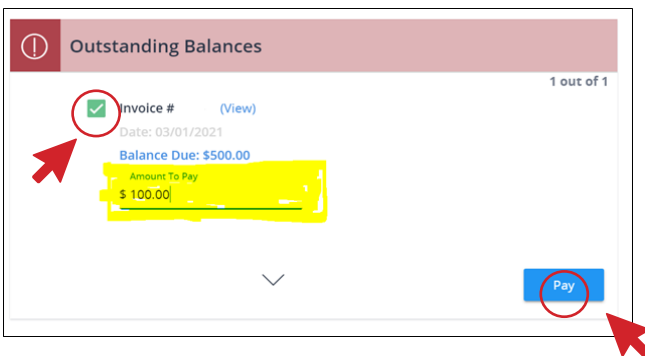 Outstanding Balances
1 out of 1
Invoice # (View)
Date: 03/01/2021
Balance Due: $500.00
Amount To Pay
$ 100.00
Pay